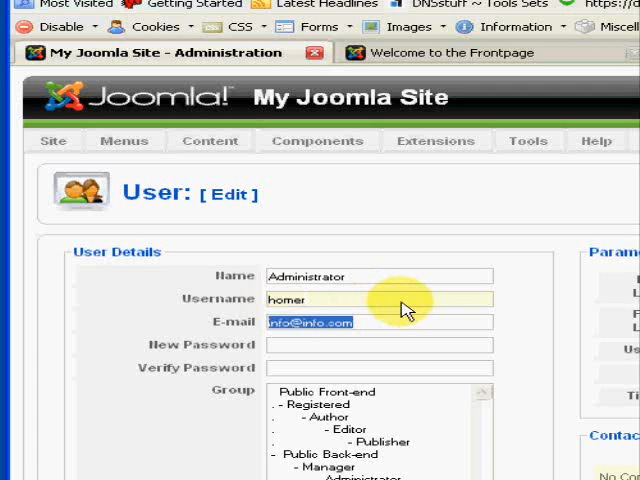 Most Visited Getting Started Latest Headlines DNSstuff ~ Tools Sets
Disable Cookies CSS Forms Images Information
My Joomla Site - Administration Welcome to the Frontpage
Joomla! My Joomla Site
Site Menus Content Components Extensions Tools Help
User: [ Edit ]
User Details
Name Administrator
Username homer
E-mail info@info.com
New Password
Verify Password
Group Public Front-end
. - Registered
. - Author
. - Editor
. - Publisher
- Public Back-end
- Manager
Administrator